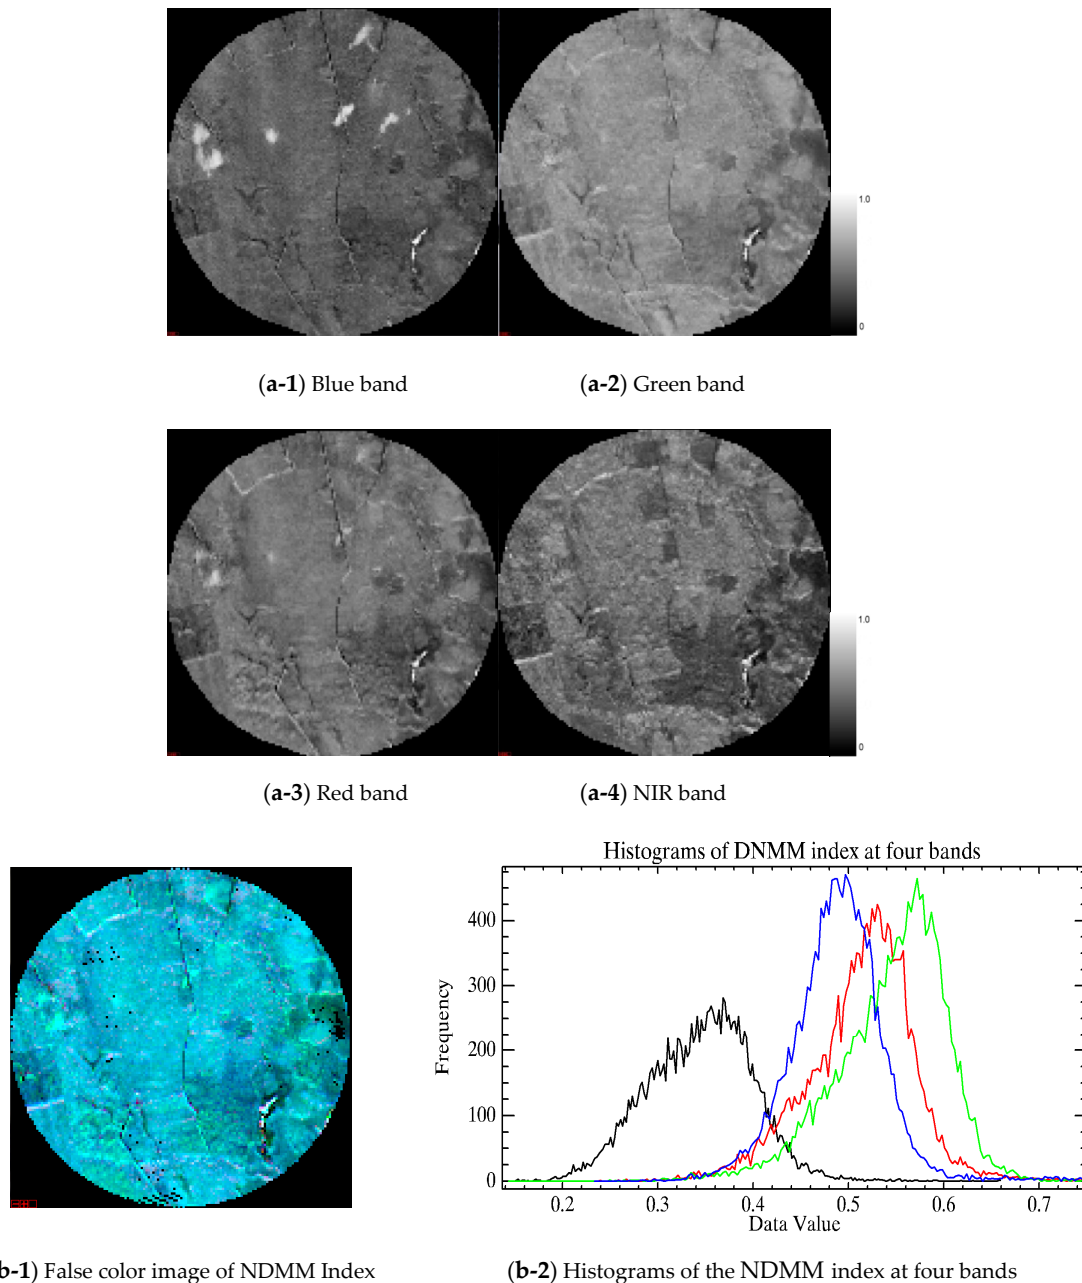 1.0
0
(a-1) Blue band
(a-2) Green band
1.0
0
(a-3) Red band
(a-4) NIR band
Histograms of DNMM index at four bands
400
300
200
100
0
Frequency
0.2 0.3 0.4 0.5 0.6 0.7
Data Value
b-1) False color image of NDMM Index
(b-2) Histograms of the NDMM index at four bands